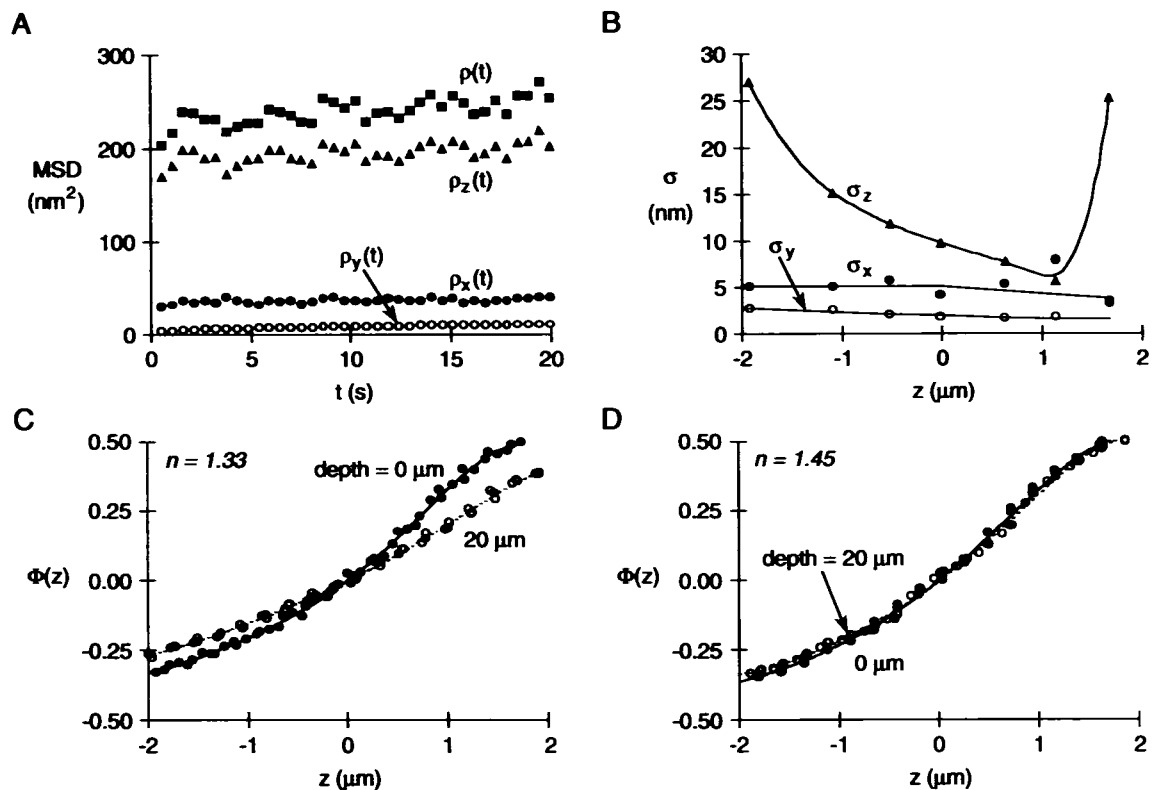 A
300
200
100
0
MSD
(nm²)
ρ(t)
ρz(t)
ρy(t)
ρx(t)
0 5 10 15 20
t (s)
B
30
25
20
15
10
5
0
σ
(nm)
σz
σy
σx
-2 -1 0 1 2
z (μm)
C
0.50
0.25
0.00
-0.25
-0.50
Φ(z)
n = 1.33
depth = 0 μm
20 μm
-2 -1 0 1 2
z (μm)
D
0.50
0.25
0.00
-0.25
-0.50
Φ(z)
n = 1.45
depth = 20 μm
0 μm
-2 -1 0 1 2
z (μm)